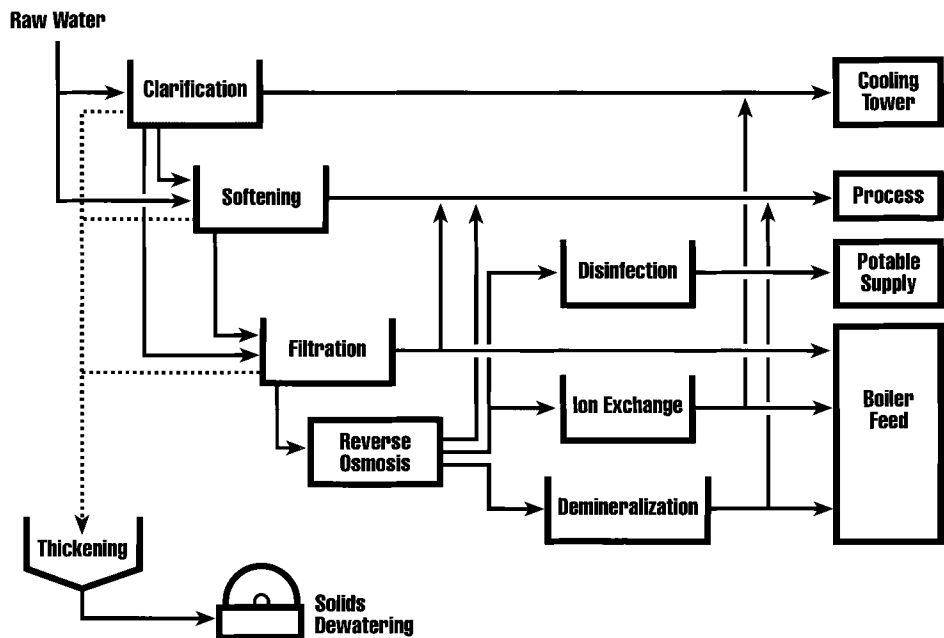 Raw Water
Clarification
Cooling
Tower
Softening
Process
Disinfection
Potable
Supply
Filtration
Ion Exchange
Boiler
Feed
Reverse
Osmosis
Demineralization
Thickening
Solids
Dewatering